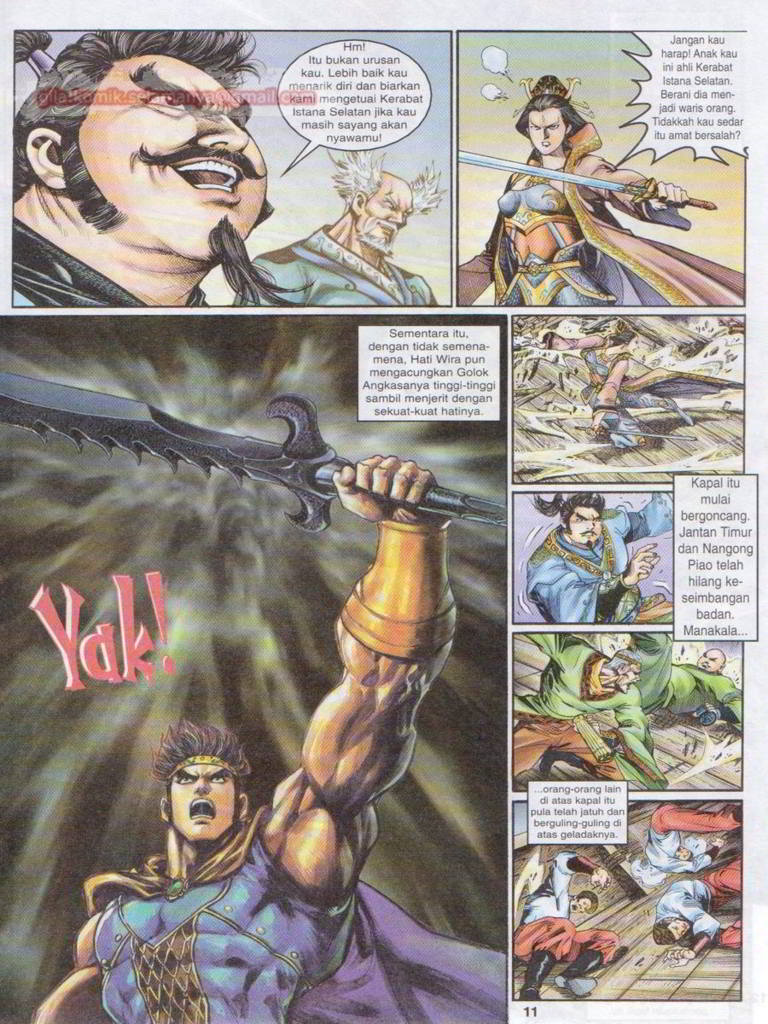 Hm!
Itu bukan urusan
kau. Lebih baik kau
menarik diri dan biarkan
kami mengetuai Kerabat
Istana Selatan jika kau
masih sayang akan
nyawamu!
gila.komik.selamanya@gmail.com
Jangan kau
harap! Anak kau
ini ahli Kerabat
Istana Selatan.
Berani dia men-
jadi waris orang.
Tidakkah kau sedar
itu amat bersalah?
Sementara itu,
dengan tidak semena-
mena, Hati Wira pun
mengacungkan Golok
Angkasanya tinggi-tinggi
sambil menjerit dengan
sekuat-kuat hatinya.
Yak!
Kapal itu
mulai
bergoncang.
Jantan Timur
dan Nangong
Piao telah
hilang ke-
seimbangan
badan.
Manakala...
...orang-orang lain
di atas kapal itu
pula telah jatuh dan
berguling-guling di
atas geladaknya.
11